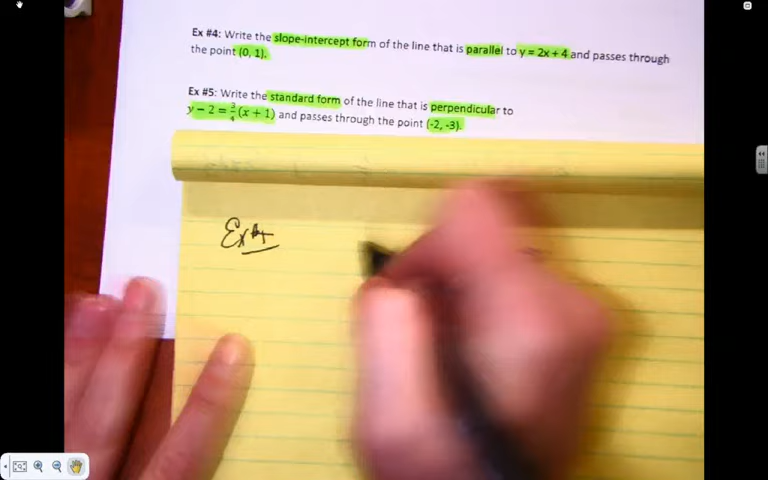 Ex #4: Write the slope-intercept form of the line that is parallel to y = 2x + 4 and passes through
the point (0, 1).
Ex #5: Write the standard form of the line that is perpendicular to
y − 2 = 3/4 (x + 1) and passes through the point (-2, -3).
Ex#4